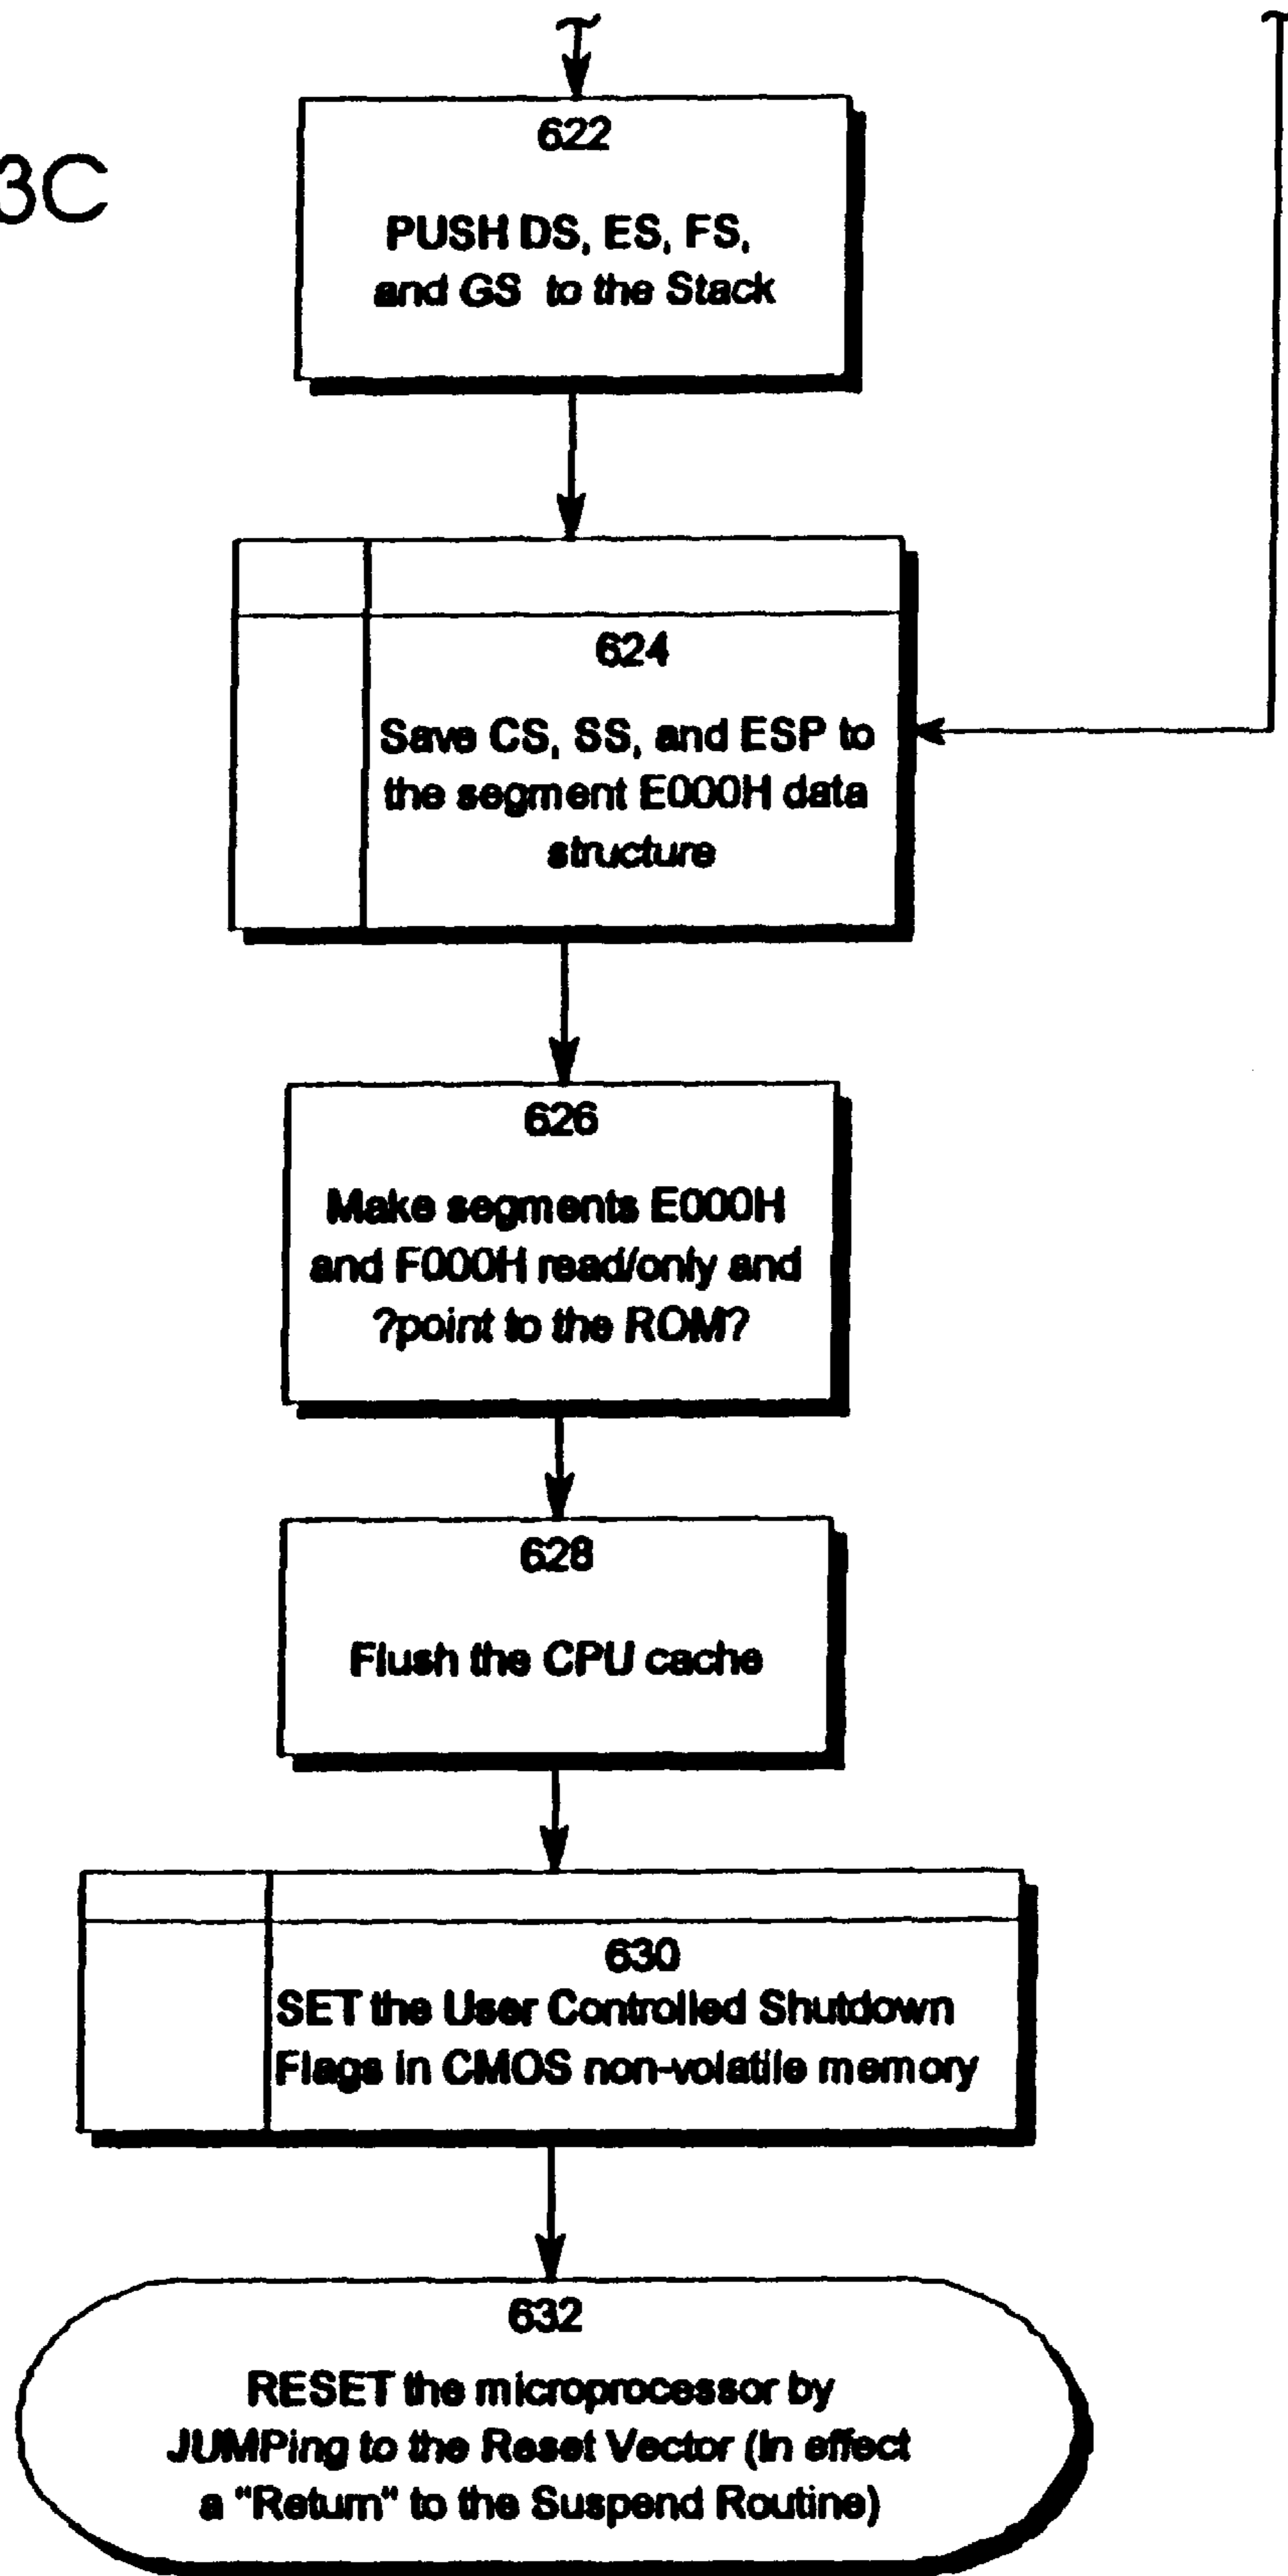 3C
622
PUSH DS, ES, FS,
and GS to the Stack
624
Save CS, SS, and ESP to
the segment E000H data
structure
626
Make segments E000H
and F000H read/only and
?point to the ROM?
628
Flush the CPU cache
630
SET the User Controlled Shutdown
Flags in CMOS non-volatile memory
632
RESET the microprocessor by
JUMPing to the Reset Vector (In effect
a "Return" to the Suspend Routine)